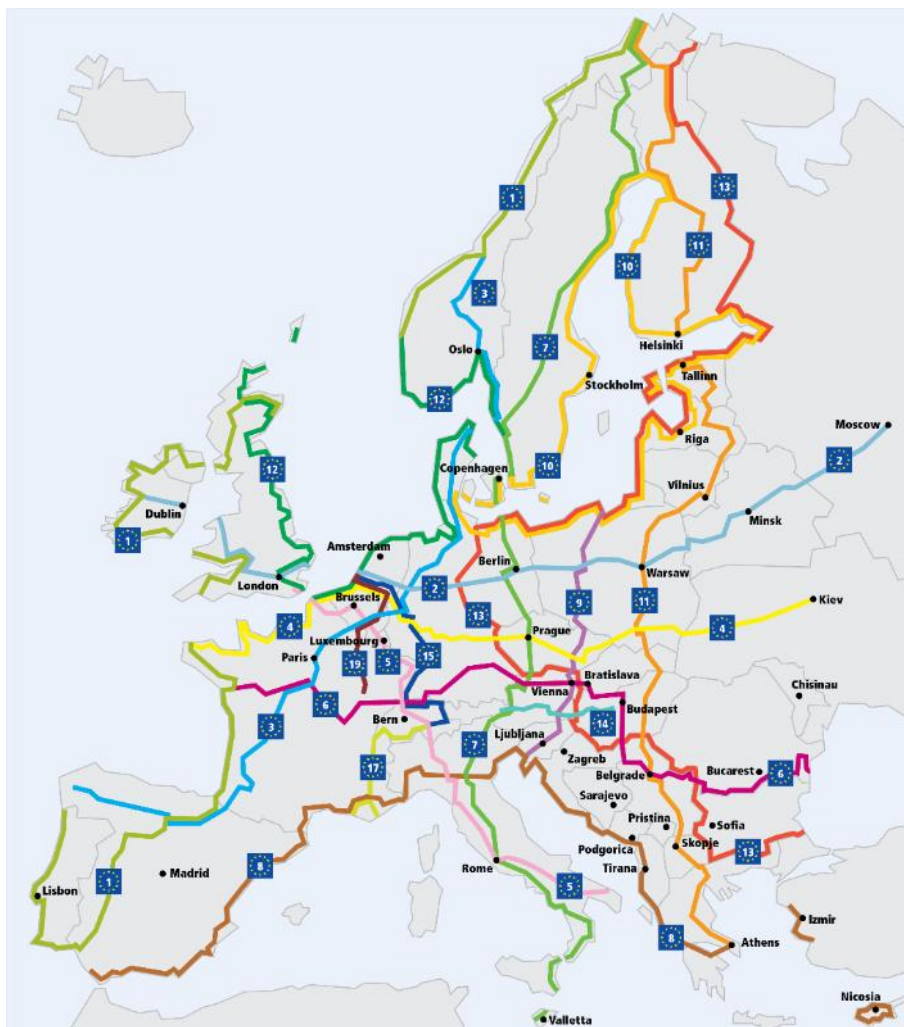 1
13
11
10
3
7
Helsinki
Oslo
Tallinn
Stockholm
12
Moscow
Riga
2
12
Copenhagen
10
Vilnius
Dublin
Minsk
1
Amsterdam
Berlin
Warsaw
London
2
Brussels
9
11
Kiev
4
13
4
Luxembourg
Prague
15
Paris
19
5
Bratislava
Vienna
Chisinau
6
Budapest
Bern
14
3
7
Ljubljana
Zagreb
17
Belgrade
Bucarest
6
Sarajevo
Pristina
Sofia
Skopje
Podgorica
13
8
Rome
Madrid
Tirana
1
5
Lisbon
Izmir
8
Athens
Nicosia
Valletta